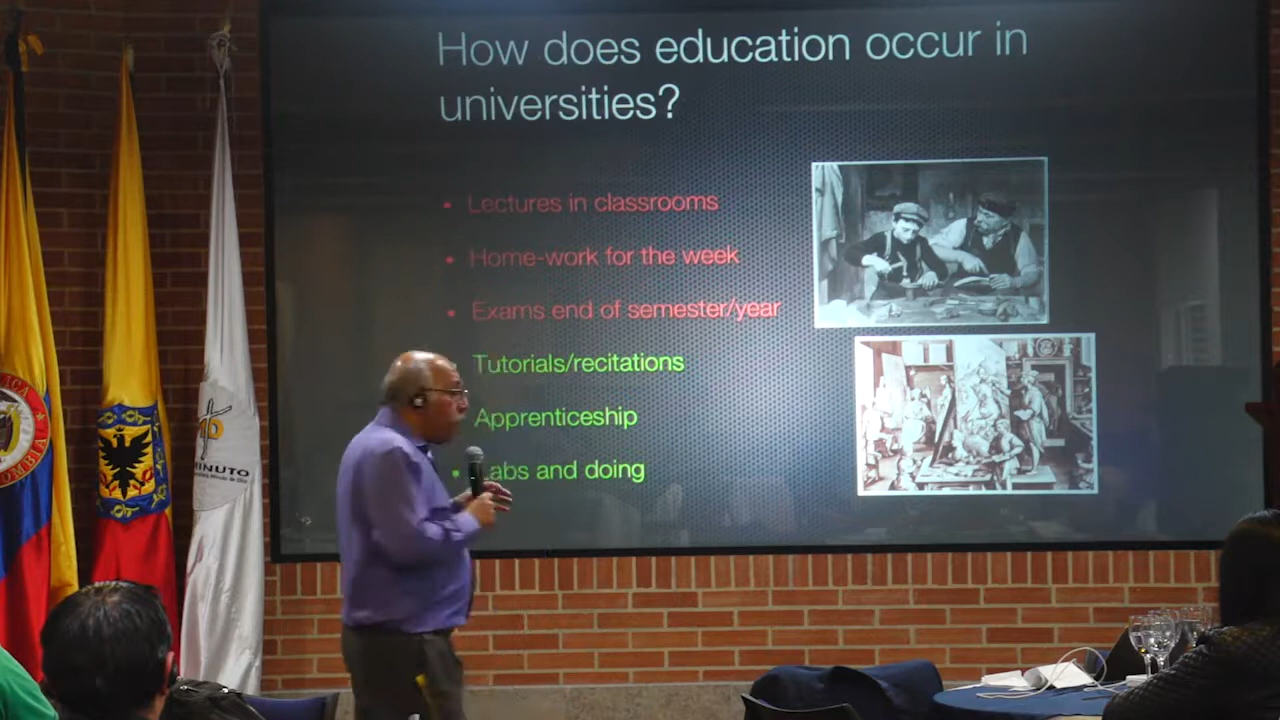 How does education occur in
universities?
• Lectures in classrooms
• Home-work for the week
• Exams end of semester/year
Tutorials/recitations
Apprenticeship
• Labs and doing
MINUTO